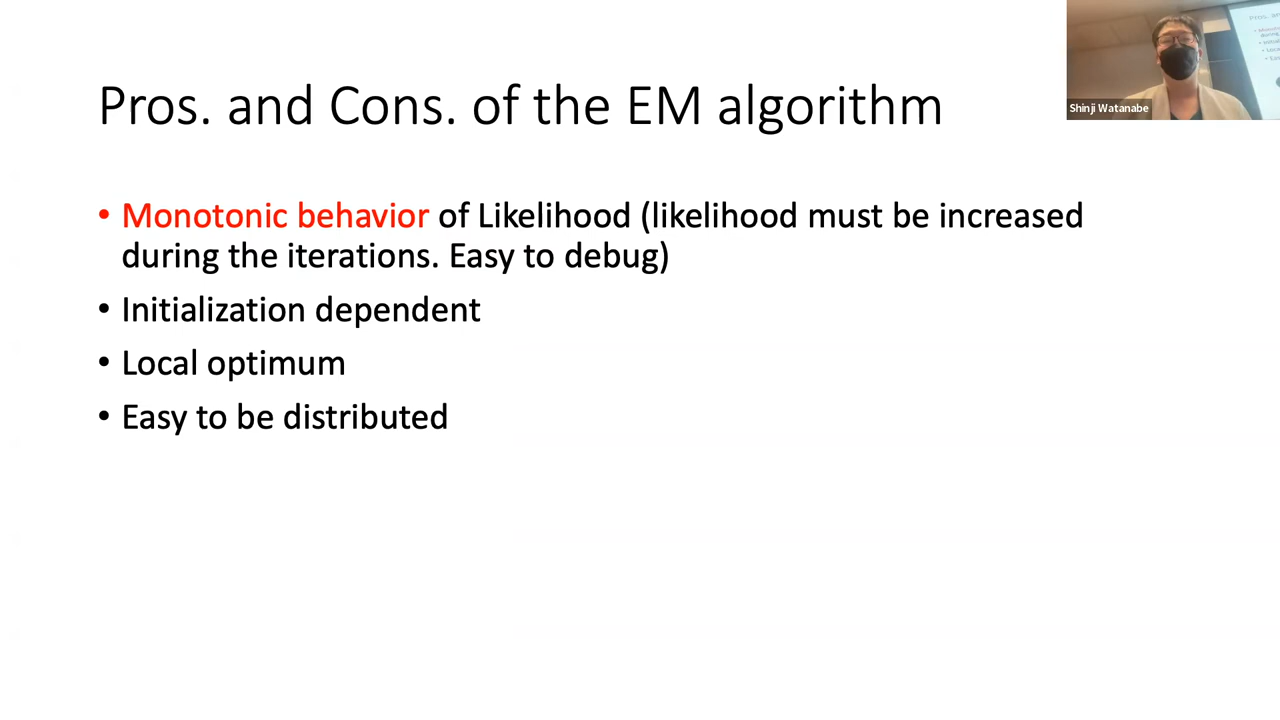 Pros. and Cons. of the EM algorithm
• Monotonic behavior of Likelihood (likelihood must be increased
during the iterations. Easy to debug)
• Initialization dependent
• Local optimum
• Easy to be distributed
Shinji Watanabe